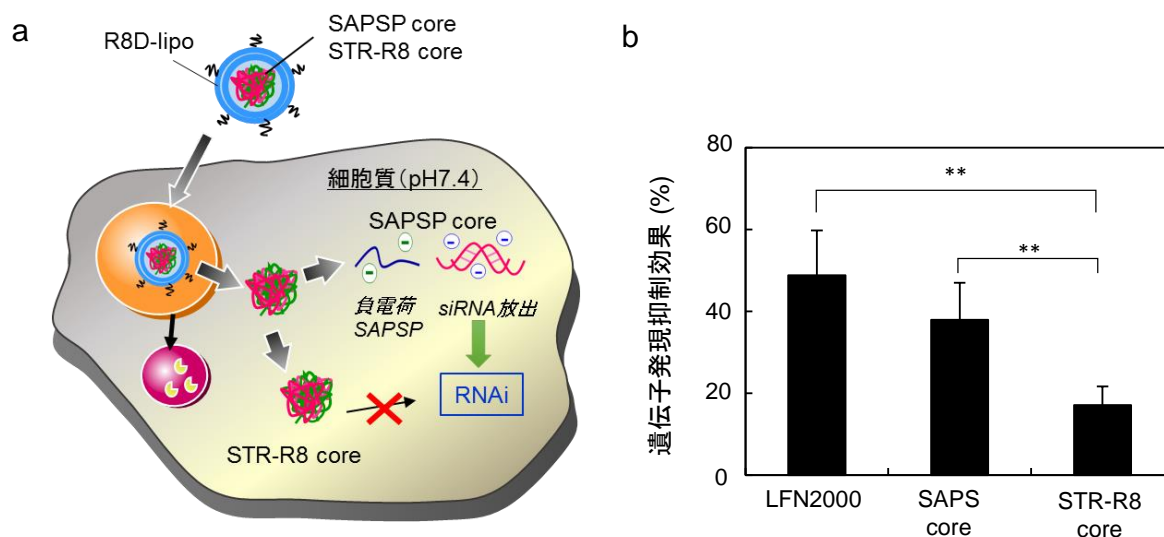 a
R8D-lipo
SAPSP core
STR-R8 core
細胞質(pH7.4)
SAPSP core
負電荷
SAPSP
siRNA放出
RNAi
STR-R8 core
b
遺伝子発現抑制効果 (%)
80
60
40
20
0
**
**
LFN2000
SAPS
core
STR-R8
core